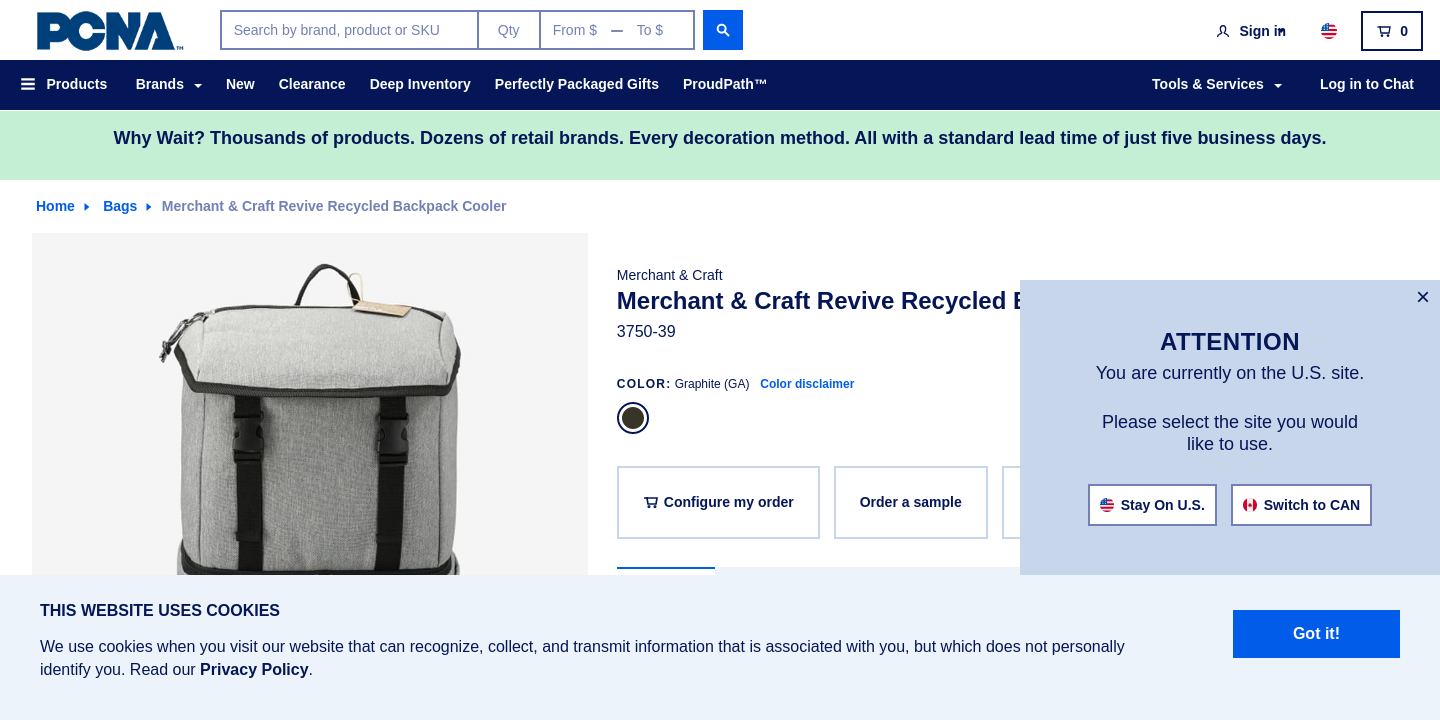 PCNA™
Search by brand, product or SKU
Qty
From $ — To $
Sign in
0
Products
Brands
New
Clearance
Deep Inventory
Perfectly Packaged Gifts
ProudPath™
Tools & Services
Log in to Chat
Why Wait? Thousands of products. Dozens of retail brands. Every decoration method. All with a standard lead time of just five business days.
Home
Bags
Merchant & Craft Revive Recycled Backpack Cooler
Merchant & Craft
Merchant & Craft Revive Recycled
3750-39
COLOR: Graphite (GA) Color disclaimer
Configure my order
Order a sample
×
ATTENTION
You are currently on the U.S. site.
Please select the site you would
like to use.
Stay On U.S.
Switch to CAN
THIS WEBSITE USES COOKIES
We use cookies when you visit our website that can recognize, collect, and transmit information that is associated with you, but which does not personally
identify you. Read our Privacy Policy.
Got it!